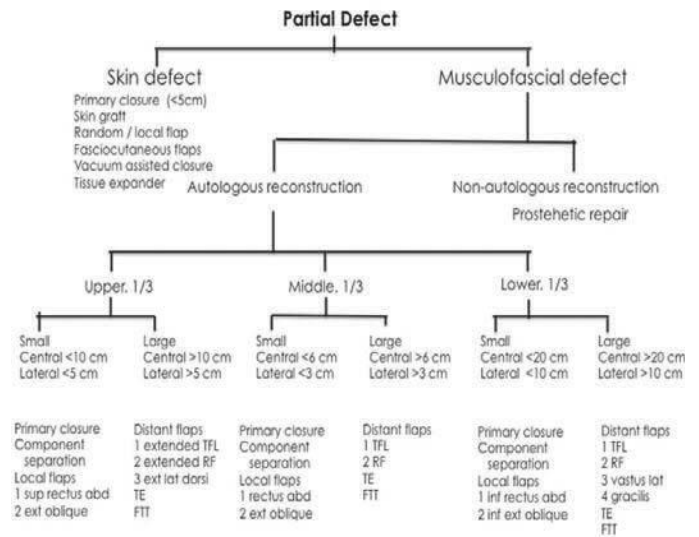 Partial Defect
Skin defect
Primary closure (<5cm)
Skin graft
Random / local flap
Fasciocutaneous flaps
Vacuum assisted closure
Tissue expander
Musculofascial defect
Autologous reconstruction
Non-autologous reconstruction
Prostehetic repair
Upper. 1/3
Small
Central <10 cm
Lateral <5 cm
Primary closure
Component
separation
Local flaps
1 sup rectus abd
2 ext oblique
Large
Central >10 cm
Lateral >5 cm
Distant flaps
1 extended TFL
2 extended RF
3 ext lat dorsi
TE
FTT
Middle. 1/3
Small
Central <6 cm
Lateral <3 cm
Primary closure
Component
separation
Local flaps
1 rectus abd
2 ext oblique
Large
Central >6 cm
Lateral >3 cm
Distant flaps
1 TFL
2 RF
TE
FTT
Lower. 1/3
Small
Central <20 cm
Lateral <10 cm
Primary closure
Component
separation
Local flaps
1 inf rectus abd
2 inf ext oblique
Large
Central >20 cm
Lateral >10 cm
Distant flaps
1 TFL
2 RF
3 vastus lat
4 gracilis
TE
FTT